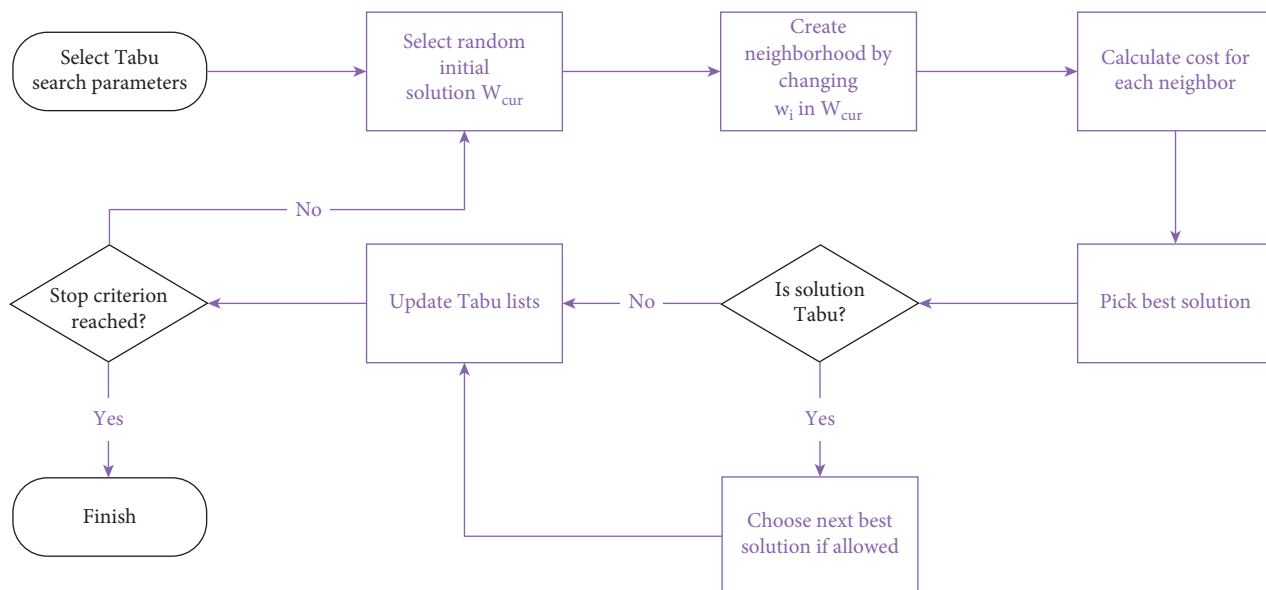 Select Tabu
search parameters
Select random
initial
solution W_cur
Create
neighborhood by
changing
w_i in W_cur
Calculate cost for
each neighbor
No
Stop criterion
reached?
Update Tabu lists
No
Is solution
Tabu?
Pick best solution
Yes
Yes
Finish
Choose next best
solution if allowed